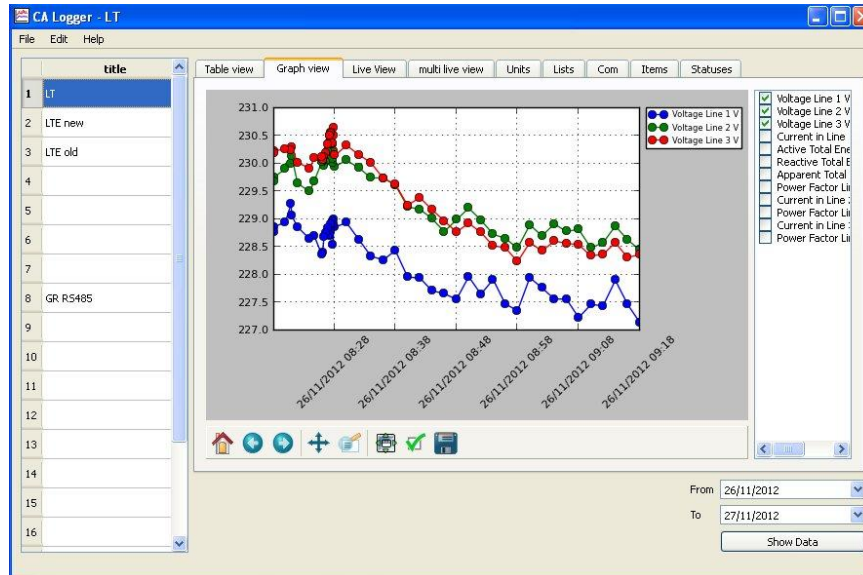 CA Logger - LT
File Edit Help
title
1 LT
2 LTE new
3 LTE old
4
5
6
7
8 GR RS485
9
10
11
12
13
14
15
16
Table view Graph view Live View multi live view Units Lists Com Items Statuses
231.0
230.5
230.0
229.5
229.0
228.5
228.0
227.5
227.0
26/11/2012 08:28
26/11/2012 08:38
26/11/2012 08:48
26/11/2012 08:58
26/11/2012 09:08
26/11/2012 09:18
Voltage Line 1 V
Voltage Line 2 V
Voltage Line 3 V
Voltage Line 1 V
Voltage Line 2 V
Voltage Line 3 V
Current in Line
Active Total Ene
Reactive Total E
Apparent Total
Power Factor Li
Current in Line
Power Factor Li
Current in Line
Power Factor Li
From 26/11/2012
To 27/11/2012
Show Data